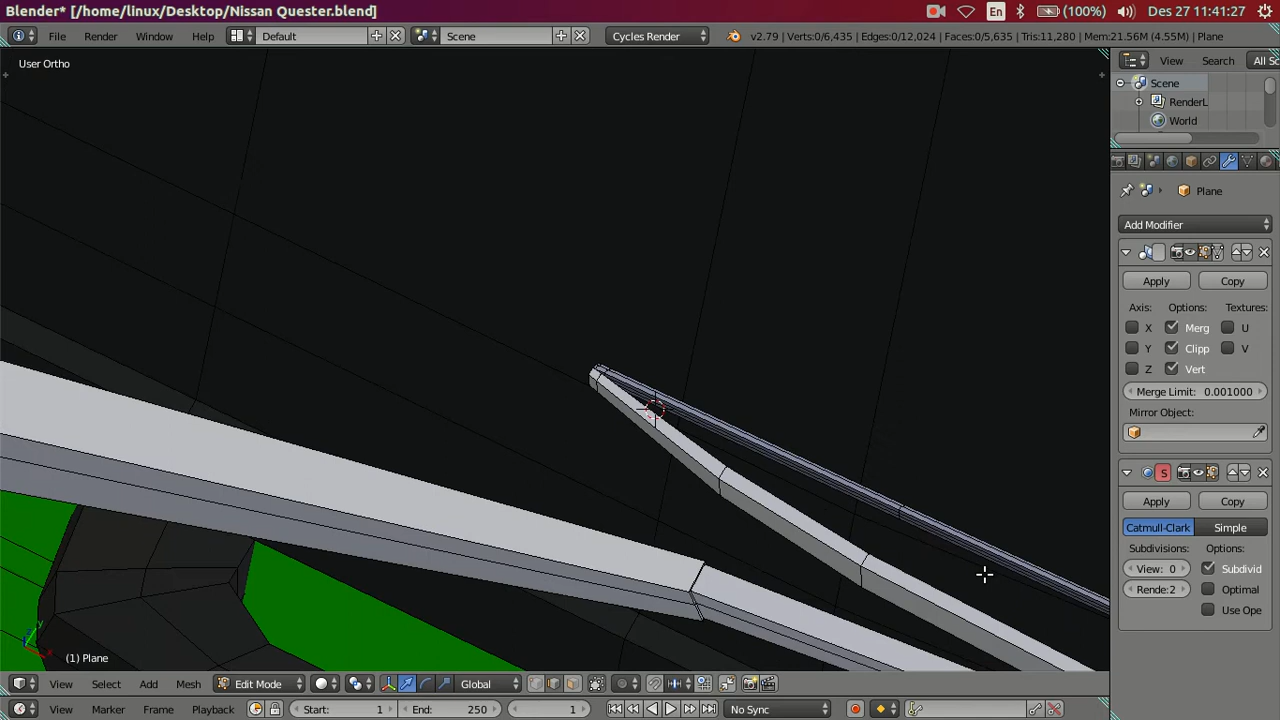 Blender* [/home/linux/Desktop/Nissan Quester.blend] En (100%) Des 27 11:41:27
File Render Window Help Default Scene Cycles Render v2.79 | Verts:0/6,435 | Edges:0/12,024 | Faces:0/5,635 | Tris:11,280 | Mem:21.56M (4.55M) | Plane
View Search All Sc
User Ortho
Scene
RenderL
World
Plane
Add Modifier
Apply Copy
Axis: Options: Textures:
X Merg U
Y Clipp V
Z Vert
Merge Limit: 0.001000
Mirror Object:
S
Apply Copy
Catmull-Clark Simple
Subdivisions: Options:
View: 0 Subdivid
Rende:2 Optimal
Use Ope
y
x
(1) Plane
View Select Add Mesh Edit Mode Global
View Marker Frame Playback Start: 1 End: 250 1 No Sync